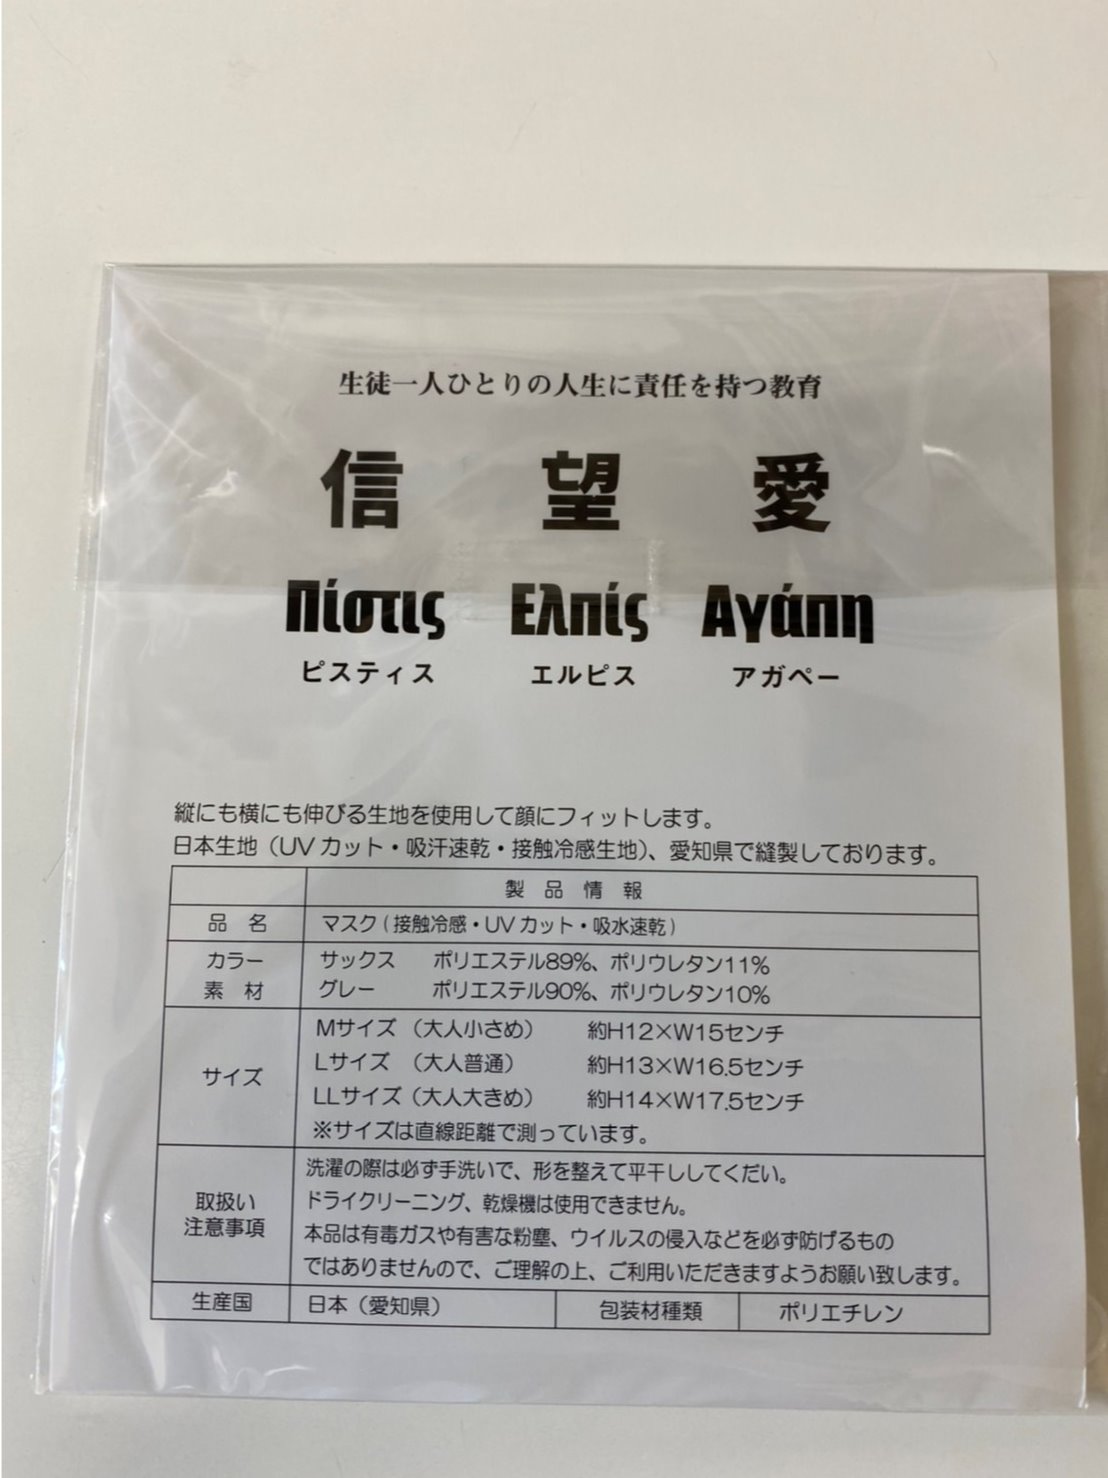 生徒一人ひとりの人生に責任を持つ教育
信 望 愛
Πίστις Ελπίς Αγάπη
ピスティス エルピス アガペー
縦にも横にも伸びる生地を使用して顔にフィットします。
日本生地（UVカット・吸汗速乾・接触冷感生地）、愛知県で縫製しております。
製品情報
品名 マスク(接触冷感・UVカット・吸水速乾)
カラー サックス ポリエステル89%、ポリウレタン11%
素材 グレー ポリエステル90%、ポリウレタン10%
Mサイズ（大人小さめ） 約H12×W15センチ
Lサイズ（大人普通） 約H13×W16.5センチ
サイズ
LLサイズ（大人大きめ） 約H14×W17.5センチ
※サイズは直線距離で測っています。
洗濯の際は必ず手洗いで、形を整えて平干ししてくだい。
取扱い ドライクリーニング、乾燥機は使用できません。
注意事項 本品は有毒ガスや有害な粉塵、ウイルスの侵入などを必ず防げるもの
ではありませんので、ご理解の上、ご利用いただきますようお願い致します。
生産国 日本（愛知県） 包装材種類 ポリエチレン